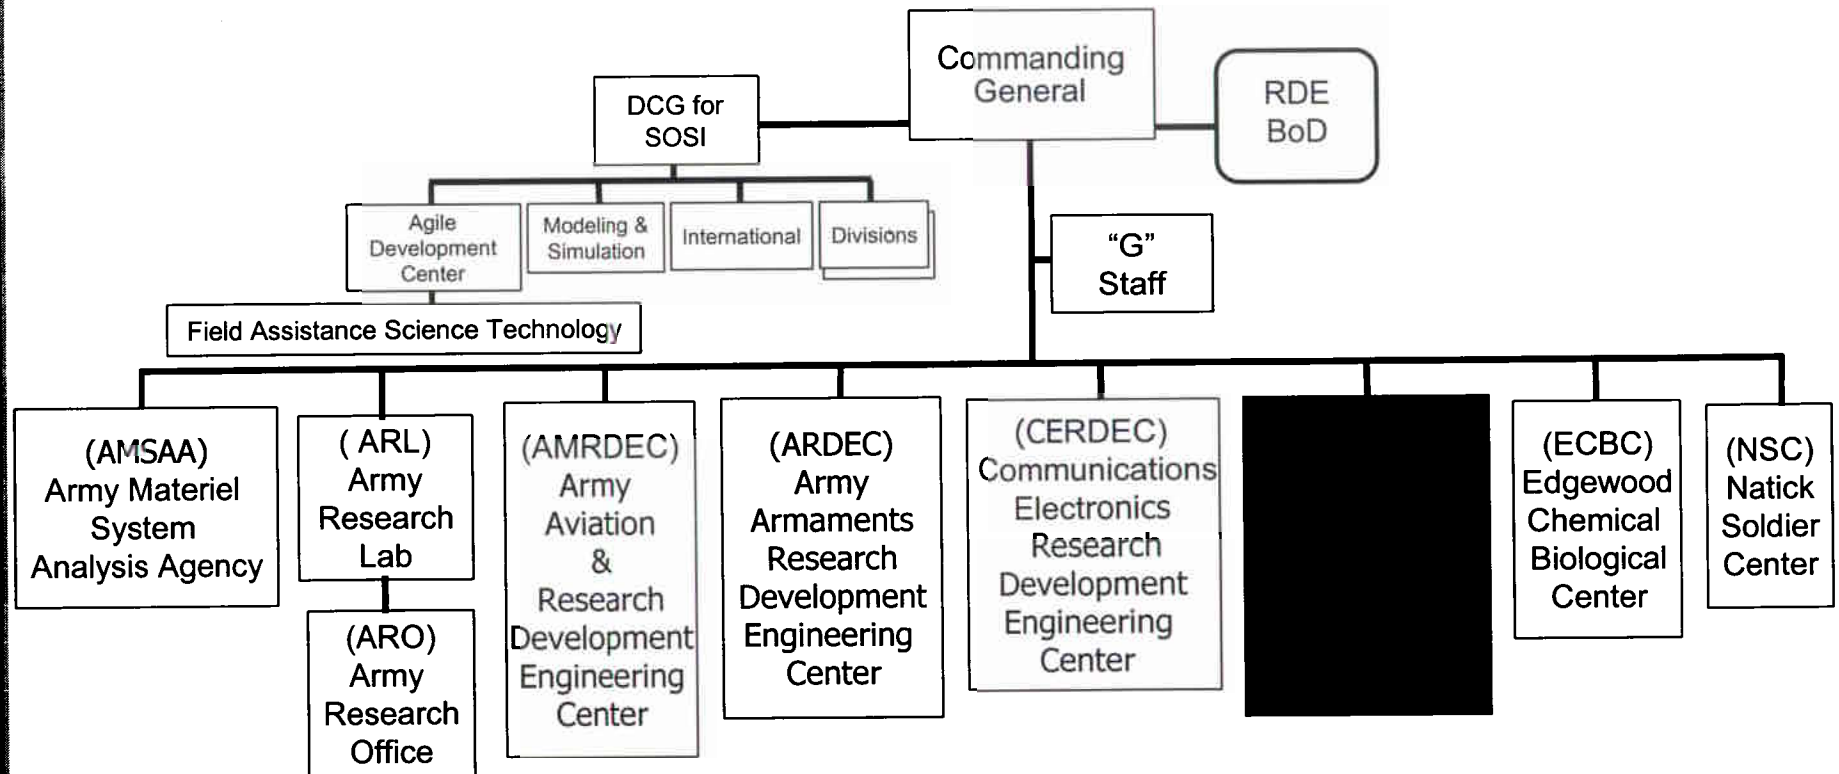 Commanding
General
RDE
BoD
DCG for
SOSI
Agile
Development
Center
Modeling &
Simulation
International
Divisions
"G"
Staff
Field Assistance Science Technology
(AMSAA)
Army Materiel
System
Analysis Agency
( ARL)
Army
Research
Lab
(ARO)
Army
Research
Office
(AMRDEC)
Army
Aviation
&
Research
Development
Engineering
Center
(ARDEC)
Army
Armaments
Research
Development
Engineering
Center
(CERDEC)
Communications
Electronics
Research
Development
Engineering
Center
(ECBC)
Edgewood
Chemical
Biological
Center
(NSC)
Natick
Soldier
Center